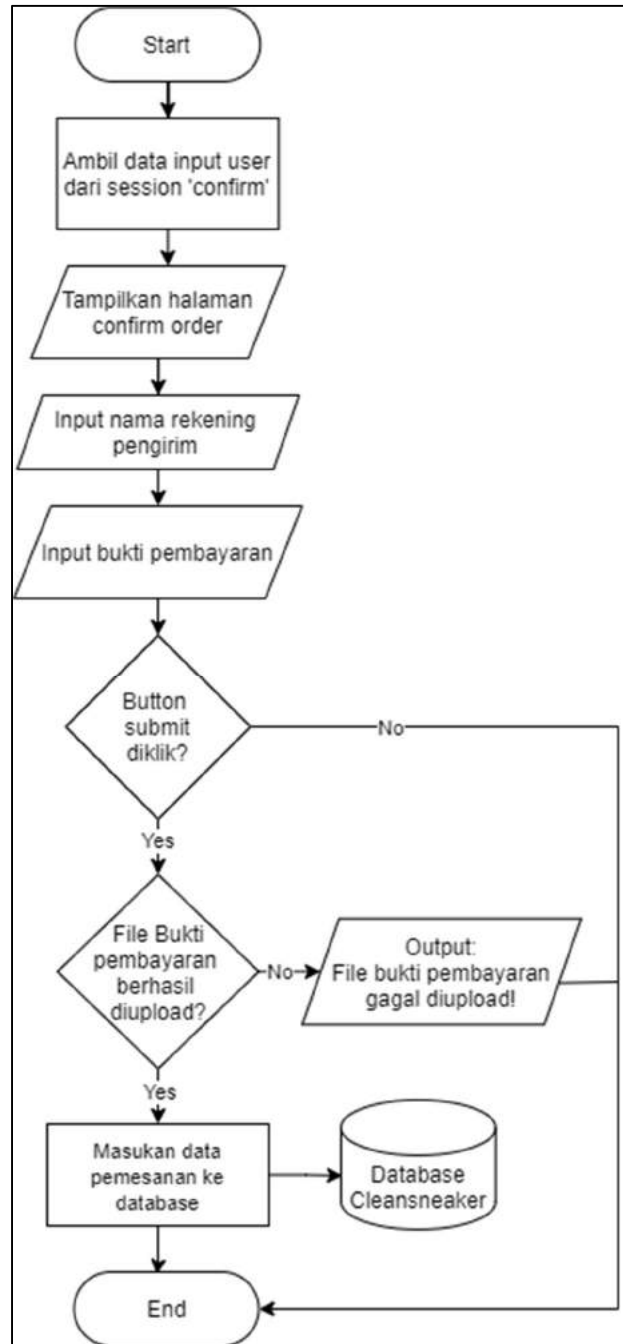 Start
Ambil data input user
dari session 'confirm'
Tampilkan halaman
confirm order
Input nama rekening
pengirim
Input bukti pembayaran
Button
submit
diklik?
No
Yes
File Bukti
pembayaran
berhasil
diupload?
No
Output:
File bukti pembayaran
gagal diupload!
Yes
Masukan data
pemesanan ke
database
Database
Cleansneaker
End